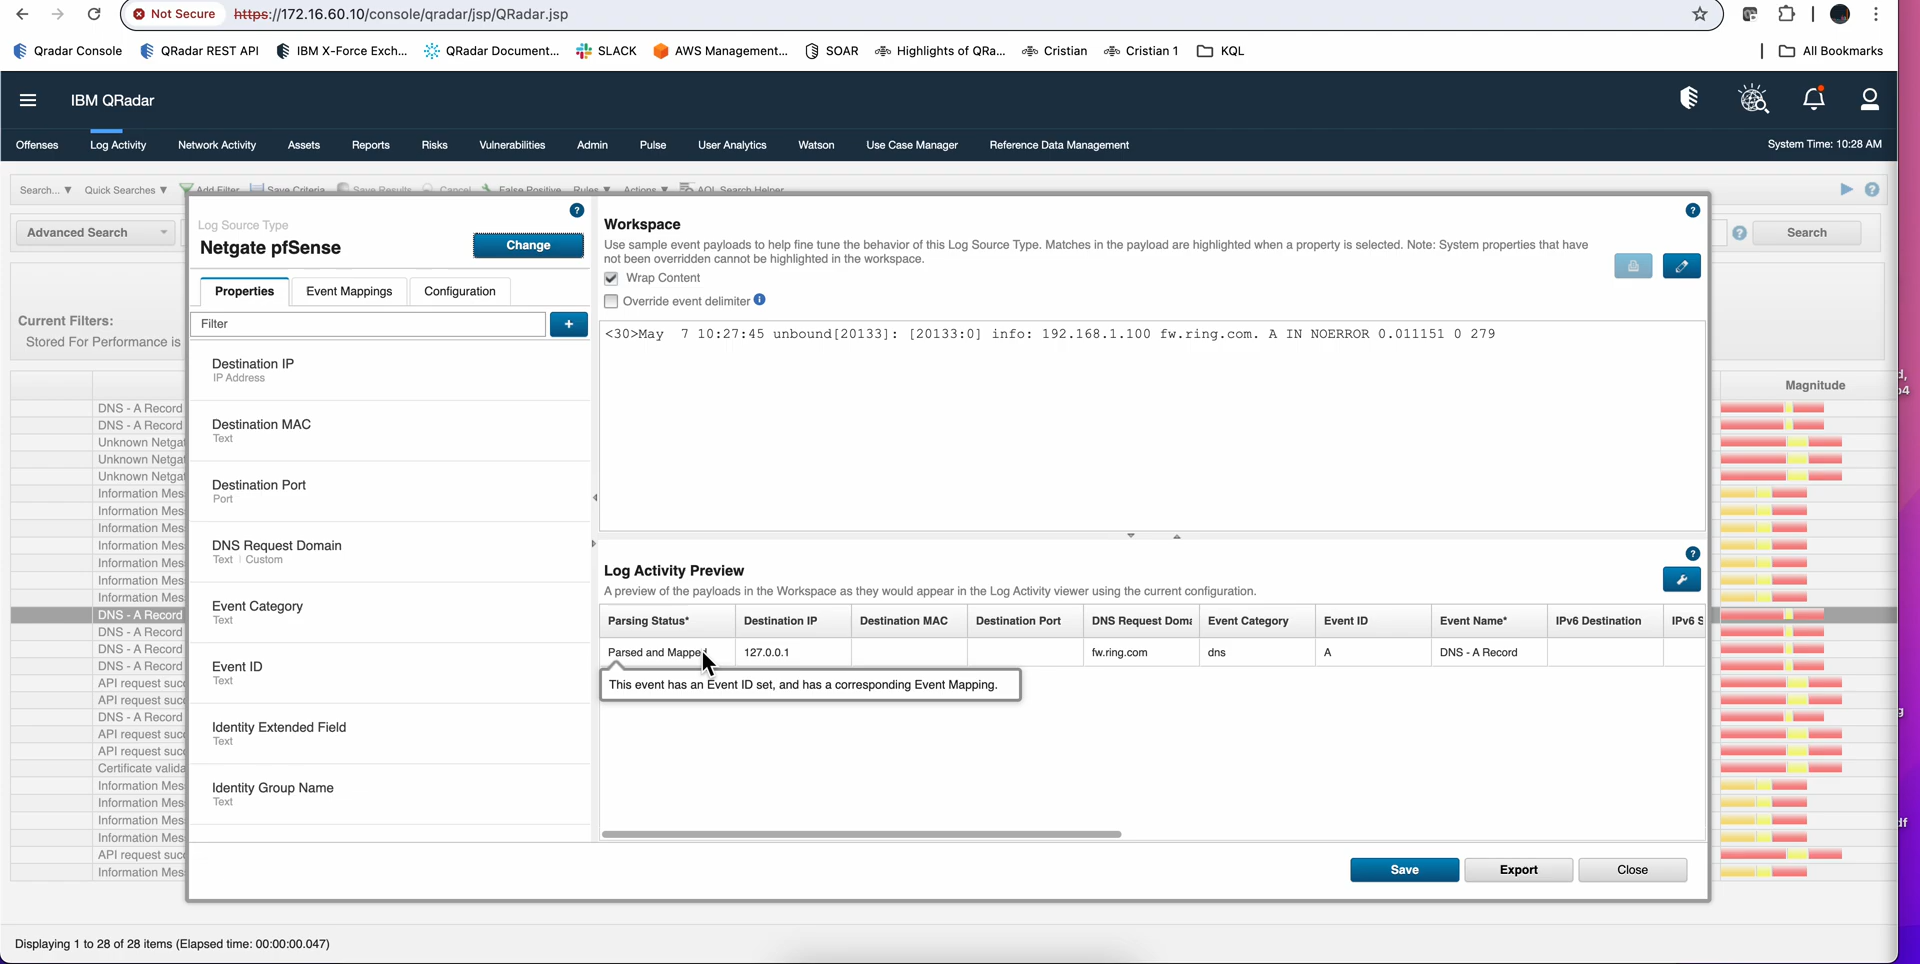 Not Secure https://172.16.60.10/console/qradar/jsp/QRadar.jsp
Qradar Console QRadar REST API IBM X-Force Exch... QRadar Document... SLACK AWS Management... SOAR Highlights of QRa... Cristian Cristian 1 KQL All Bookmarks
IBM QRadar
Offenses Log Activity Network Activity Assets Reports Risks Vulnerabilities Admin Pulse User Analytics Watson Use Case Manager Reference Data Management System Time: 10:28 AM
Search... ▼ Quick Searches ▼ Add Filter Save Criteria Save Results Cancel False Positive Rules ▼ Actions ▼ AQL Search Helper
Advanced Search Search
Current Filters:
Stored For Performance is
Magnitude
DNS - A Record
DNS - A Record
Unknown Netga
Unknown Netga
Unknown Netga
Information Mes
Information Mes
Information Mes
Information Mes
Information Mes
Information Mes
Information Mes
DNS - A Record
DNS - A Record
DNS - A Record
DNS - A Record
API request succ
API request succ
DNS - A Record
API request succ
API request succ
Certificate valida
Information Mes
Information Mes
Information Mes
Information Mes
API request succ
Information Mes
Log Source Type
Netgate pfSense
Change
Properties Event Mappings Configuration
Filter
+
Destination IP
IP Address
Destination MAC
Text
Destination Port
Port
DNS Request Domain
Text | Custom
Event Category
Text
Event ID
Text
Identity Extended Field
Text
Identity Group Name
Text
Workspace
Use sample event payloads to help fine tune the behavior of this Log Source Type. Matches in the payload are highlighted when a property is selected. Note: System properties that have
not been overridden cannot be highlighted in the workspace.
Wrap Content
Override event delimiter
<30>May  7 10:27:45 unbound[20133]: [20133:0] info: 192.168.1.100 fw.ring.com. A IN NOERROR 0.011151 0 279
Log Activity Preview
A preview of the payloads in the Workspace as they would appear in the Log Activity viewer using the current configuration.
Parsing Status* Destination IP Destination MAC Destination Port DNS Request Doma Event Category Event ID Event Name* IPv6 Destination IPv6 S
Parsed and Mapped 127.0.0.1 fw.ring.com dns A DNS - A Record
This event has an Event ID set, and has a corresponding Event Mapping.
Save Export Close
Displaying 1 to 28 of 28 items (Elapsed time: 00:00:00.047)